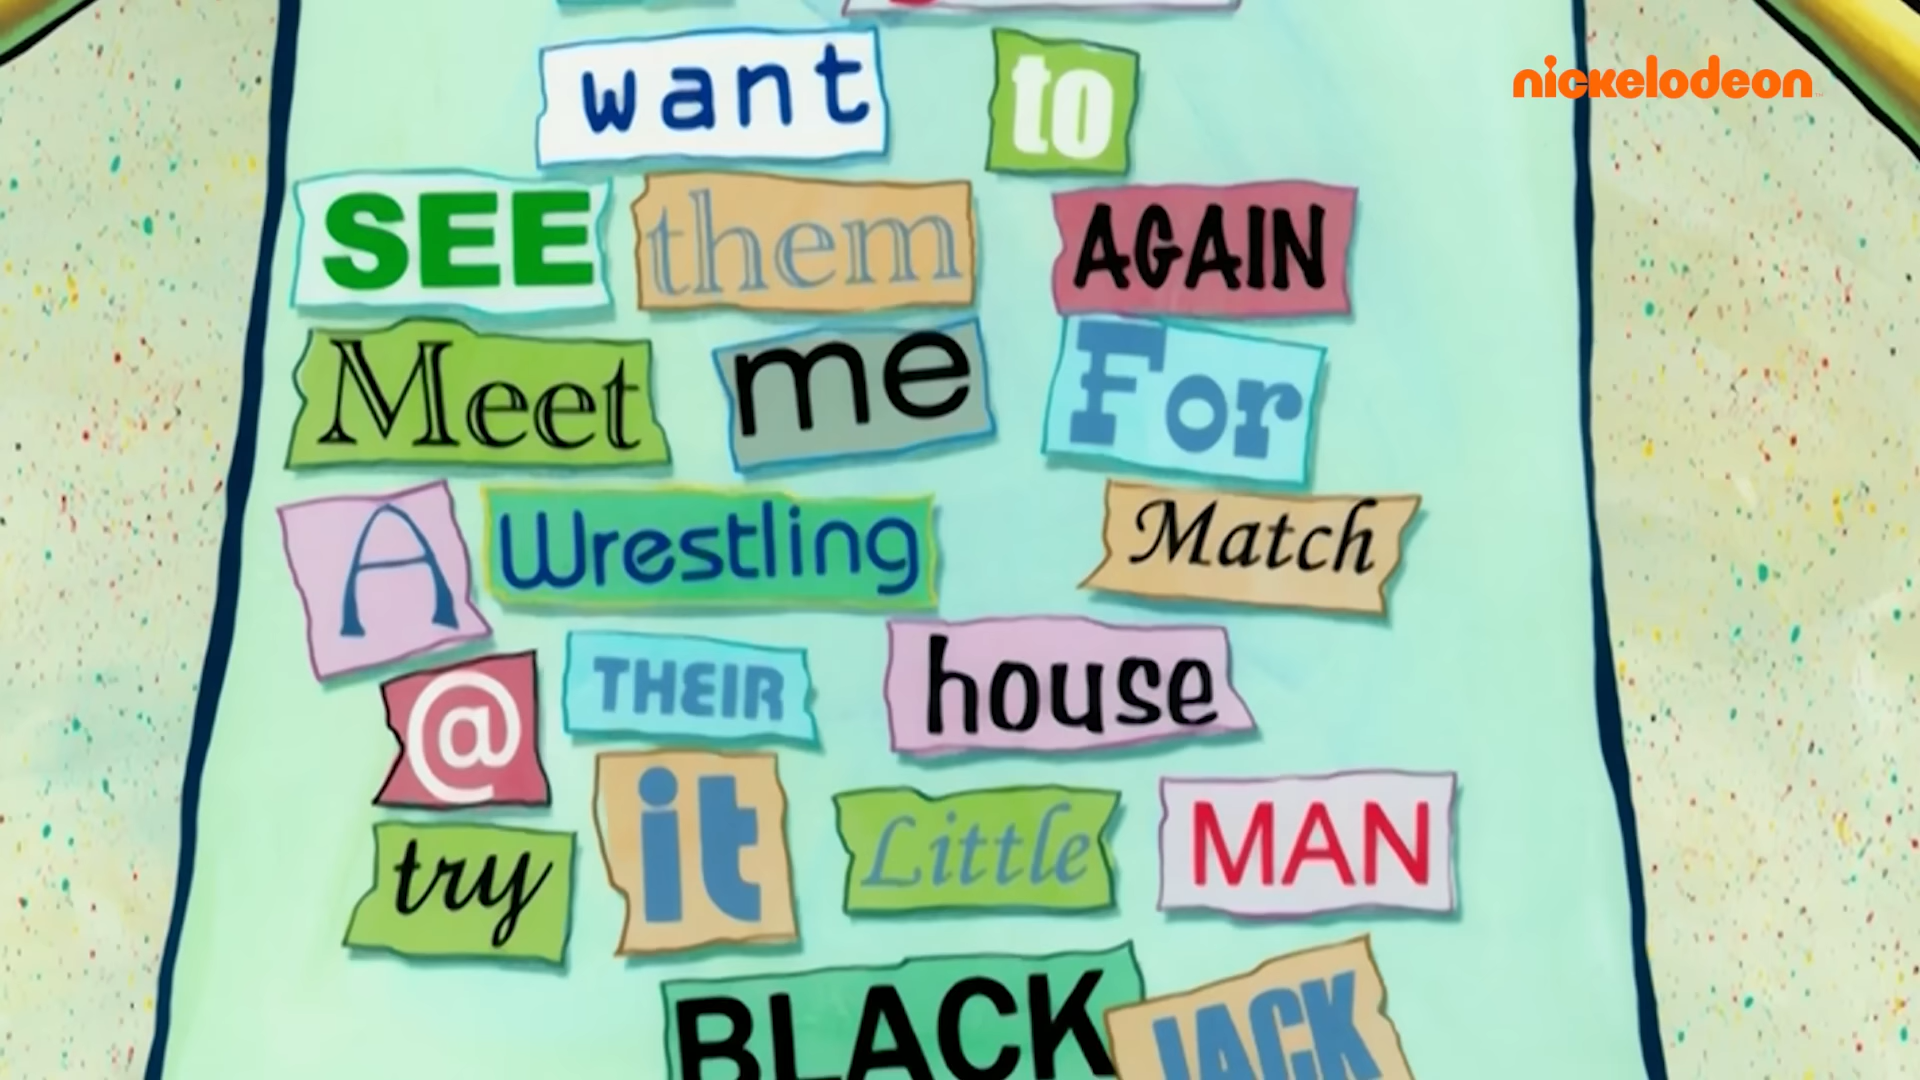 nickelodeon
want to
SEE them AGAIN
Meet me For
A Wrestling Match
@ THEIR house
try it Little MAN
BLACK JACK